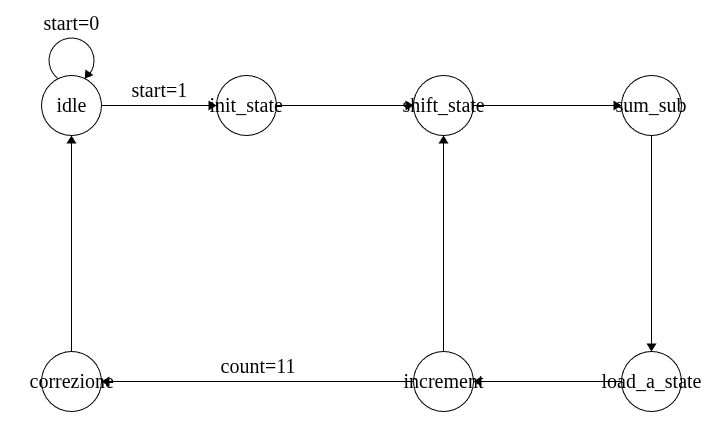 start=0
idle
start=1
init_state
shift_state
sum_sub
correzione
count=11
increment
load_a_state